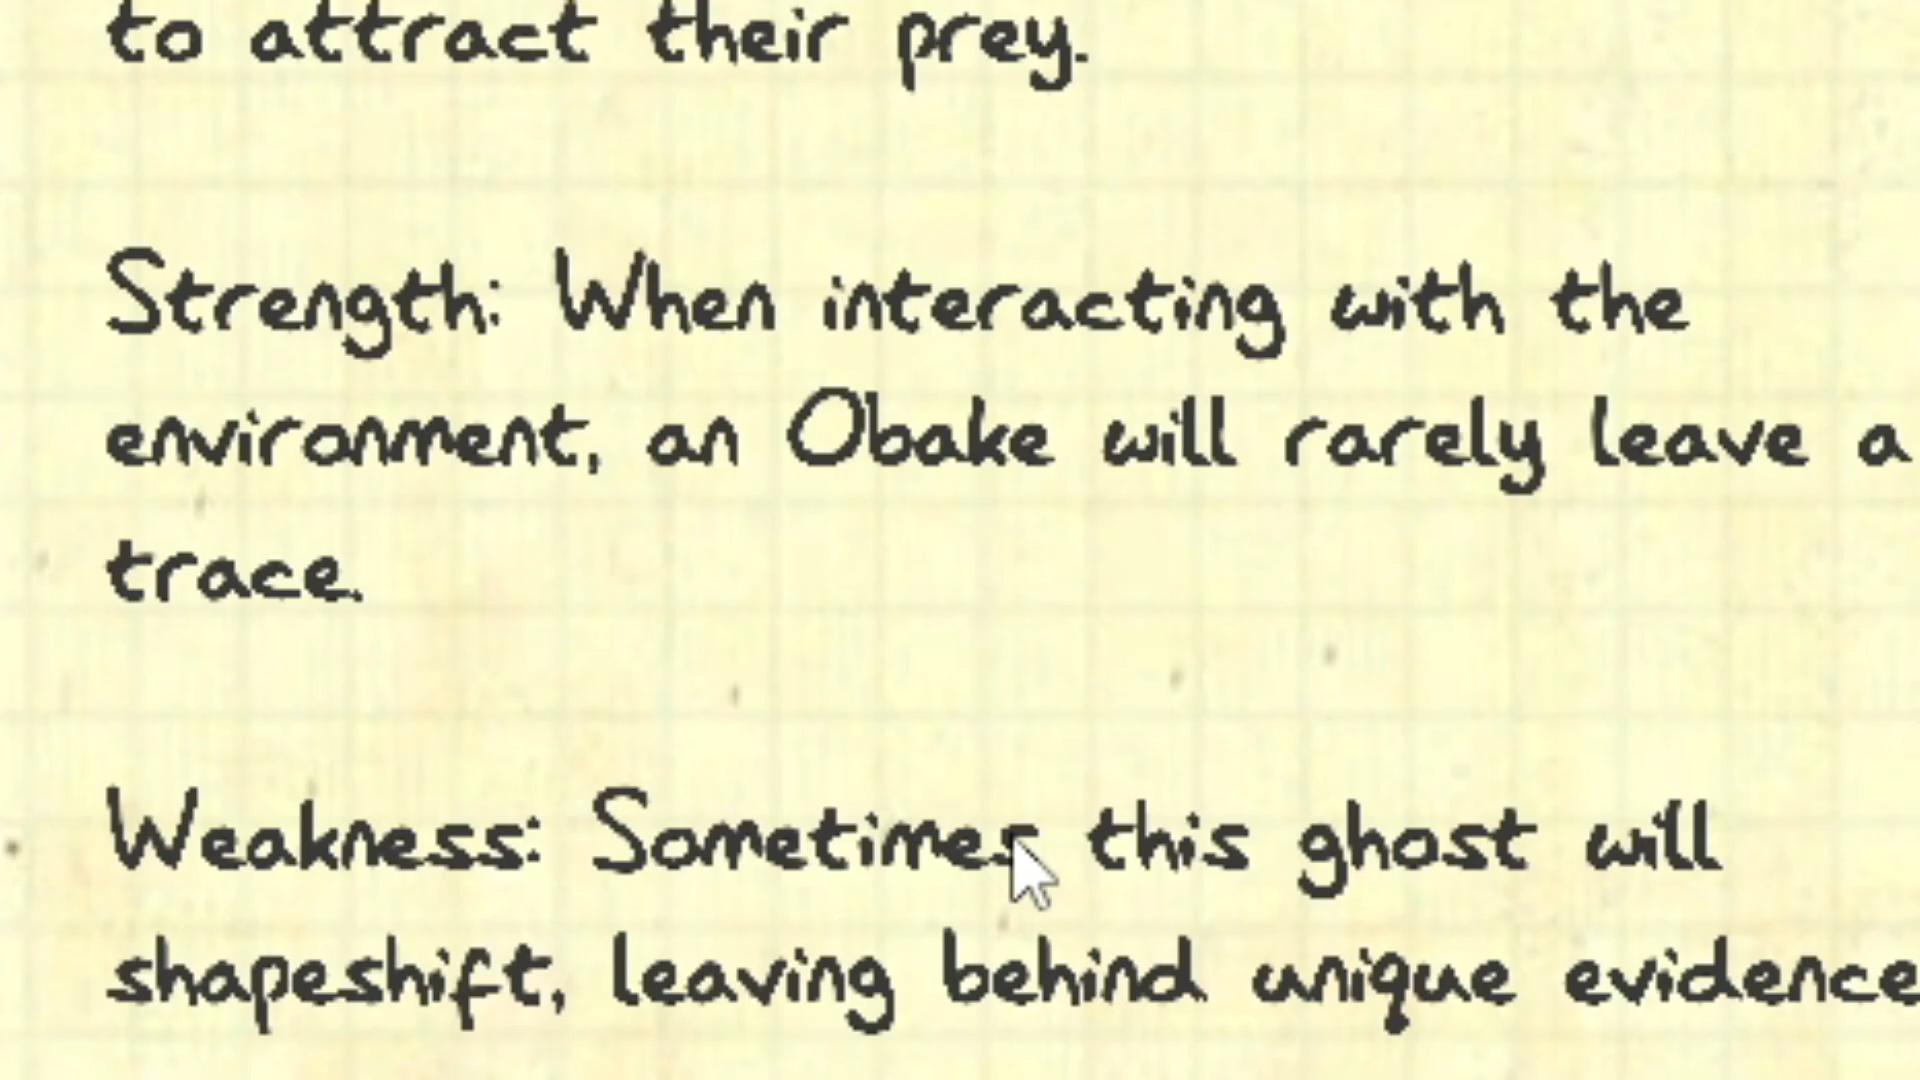 to attract their prey.
Strength: When interacting with the
environment, an Obake will rarely leave a
trace.
Weakness: Sometimes this ghost will
shapeshift, leaving behind unique evidence